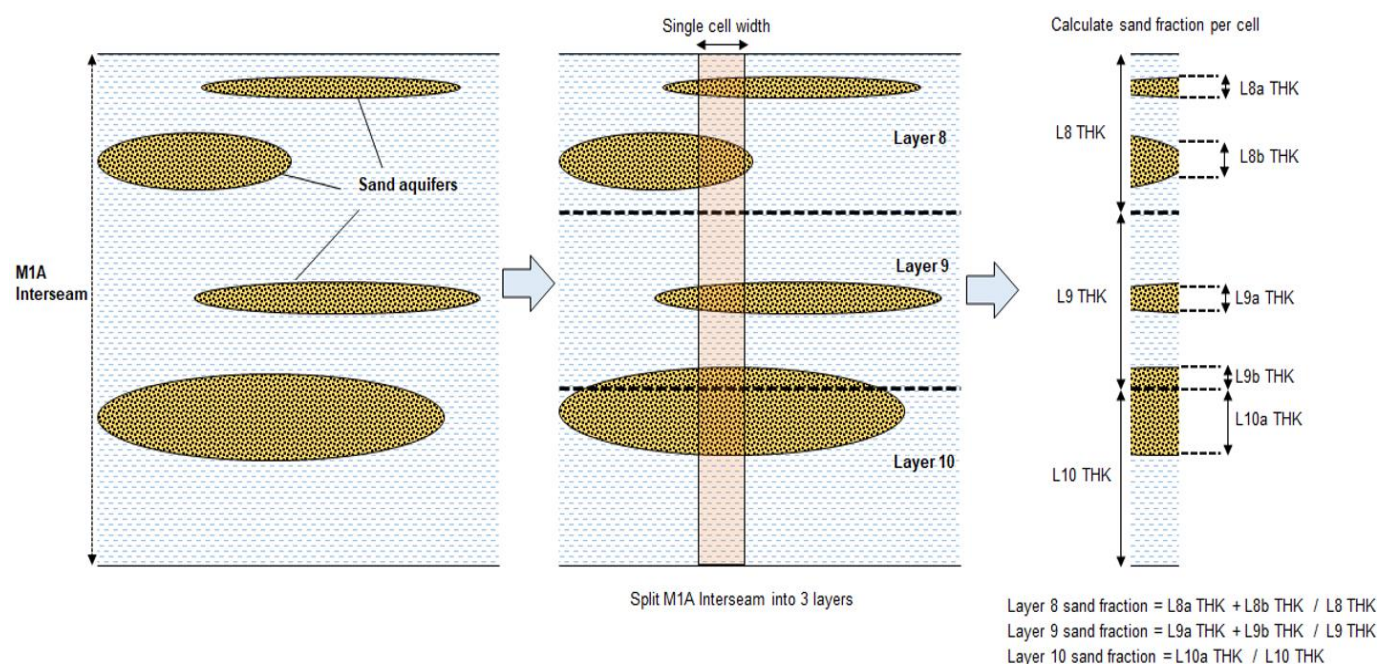 Single cell width
Calculate sand fraction per cell
L8a THK
L8 THK
Layer 8
L8b THK
Sand aquifers
M1A
Interseam
Layer 9
L9 THK
L9a THK
L9b THK
L10a THK
Layer 10
L10 THK
Split M1A Interseam into 3 layers
Layer 8 sand fraction = L8a THK + L8b THK / L8 THK
Layer 9 sand fraction = L9a THK + L9b THK / L9 THK
Layer 10 sand fraction = L10a THK / L10 THK